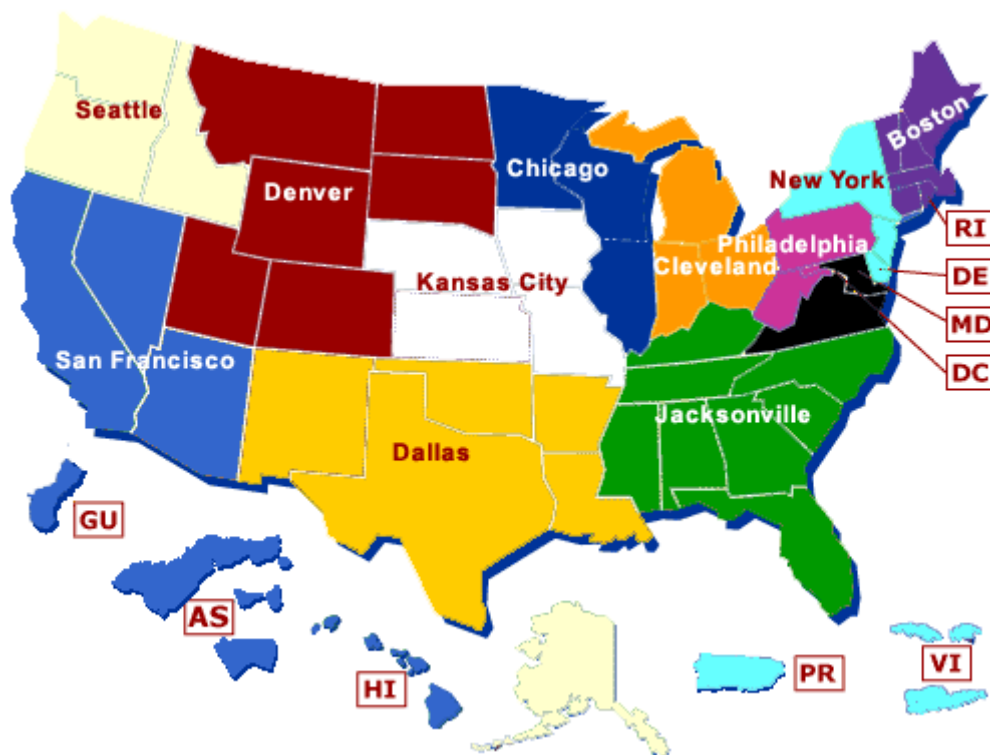 Seattle
Boston
Chicago
Denver
New York
RI
Philadelphia
Cleveland
DE
Kansas City
MD
San Francisco
DC
Jacksonville
Dallas
GU
AS
HI
PR
VI